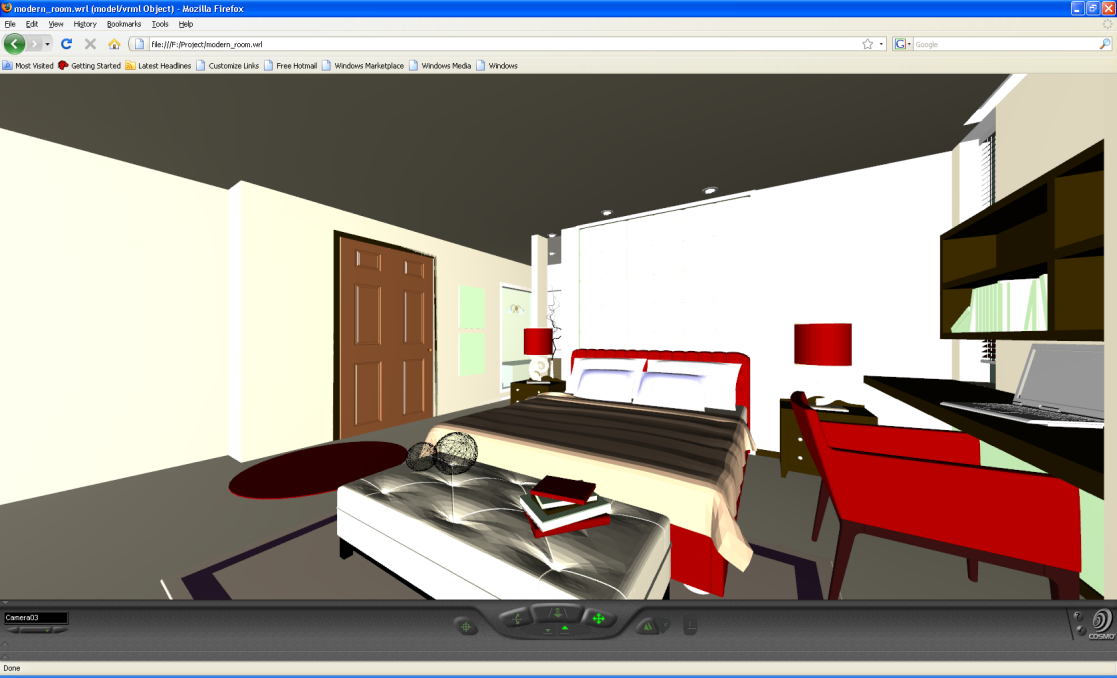 modern_room.wrl (model/vrml Object) - Mozilla Firefox
File Edit View History Bookmarks Tools Help
file:///F:/Project/modern_room.wrl Google
Most Visited Getting Started Latest Headlines Customize Links Free Hotmail Windows Marketplace Windows Media Windows
Camera03
COSMO
Done